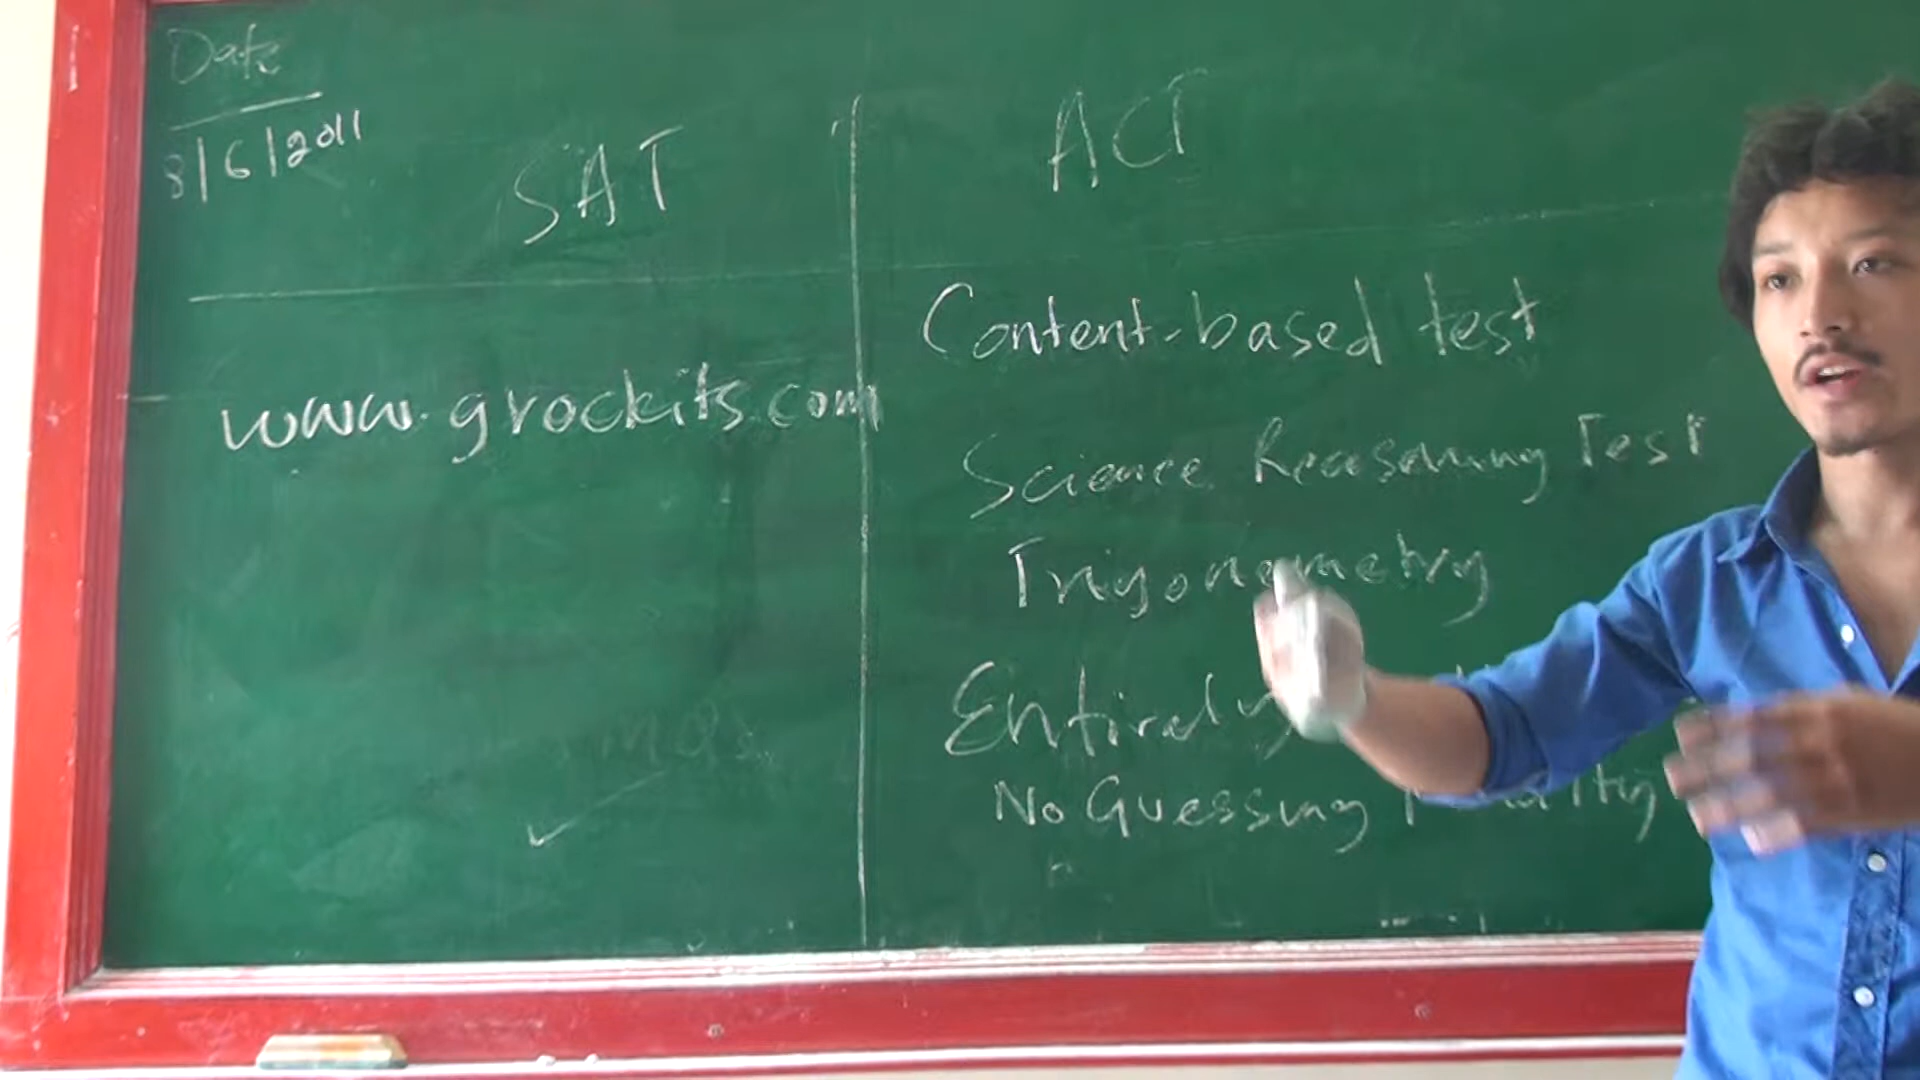 Date
8/6/2011
SAT
ACT
www.grockits.com
Content-based test
Science Reasoning Test
Trigonometry
Entirely
No Guessing